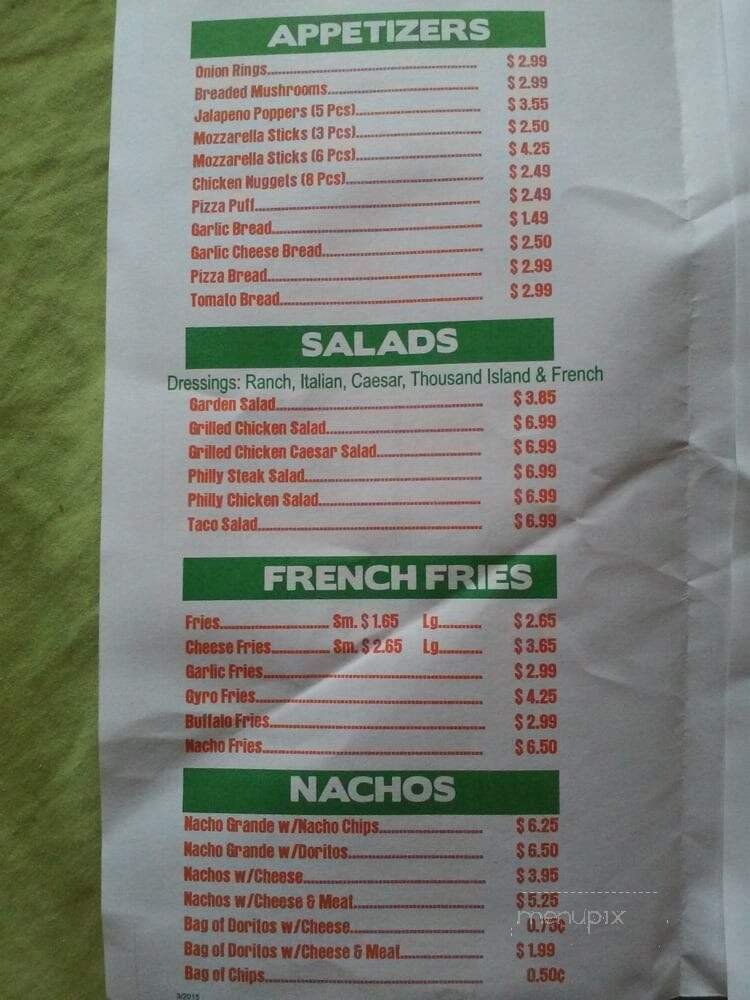 APPETIZERS
Onion Rings $ 2.99
Breaded Mushrooms $ 2.99
Jalapeno Poppers (5 Pcs) $ 3.55
Mozzarella Sticks (3 Pcs) $ 2.50
Mozzarella Sticks (6 Pcs) $ 4.25
Chicken Nuggets (8 Pcs) $ 2.49
Pizza Puff $ 2.49
Garlic Bread $ 1.49
Garlic Cheese Bread $ 2.50
Pizza Bread $ 2.99
Tomato Bread $ 2.99
SALADS
Dressings: Ranch, Italian, Caesar, Thousand Island & French
Garden Salad $ 3.85
Grilled Chicken Salad $ 6.99
Grilled Chicken Caesar Salad $ 6.99
Philly Steak Salad $ 6.99
Philly Chicken Salad $ 6.99
Taco Salad $ 6.99
FRENCH FRIES
Fries Sm. $ 1.65 Lg. $ 2.65
Cheese Fries Sm. $ 2.65 Lg. $ 3.65
Garlic Fries $ 2.99
Gyro Fries $ 4.25
Buffalo Fries $ 2.99
Nacho Fries $ 6.50
NACHOS
Nacho Grande w/Nacho Chips $ 6.25
Nacho Grande w/Doritos $ 6.50
Nachos w/Cheese $ 3.95
Nachos w/Cheese & Meat $ 5.25
Bag of Doritos w/Cheese 0.75¢
Bag of Doritos w/Cheese & Meat $ 1.99
Bag of Chips 0.50¢
3/2015
menupix